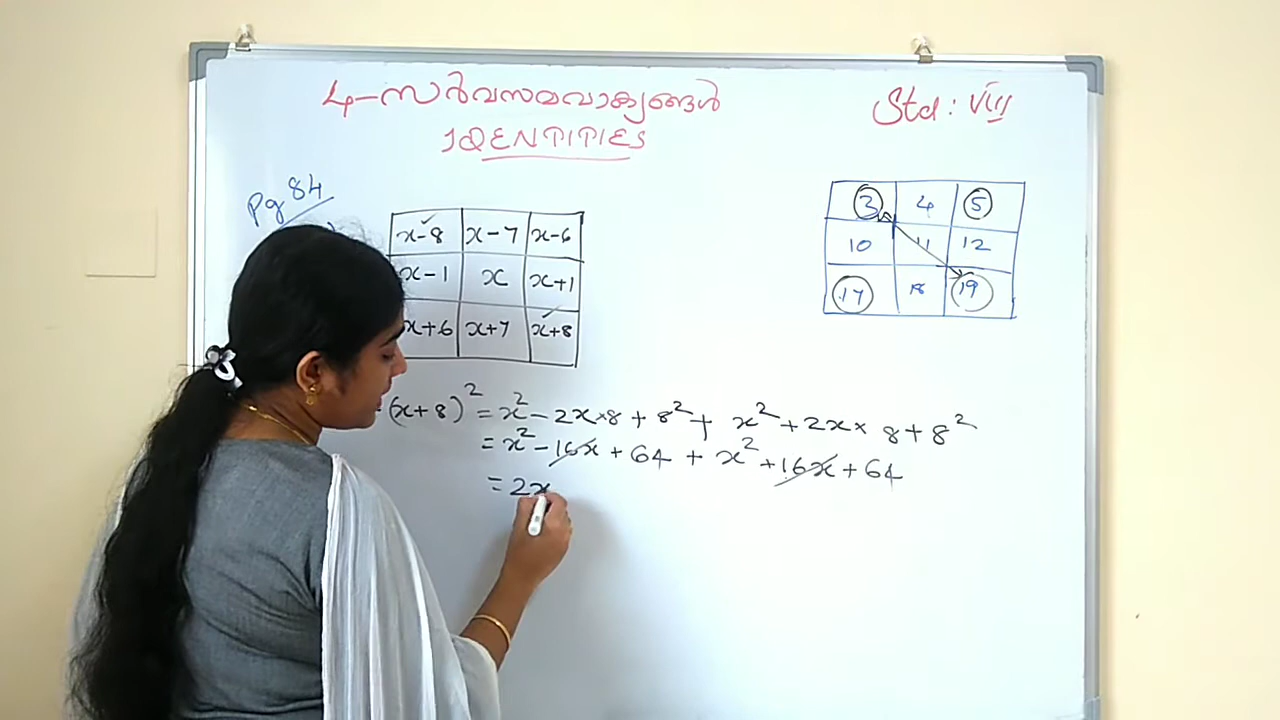 4-സർവസമവാക്യങ്ങൾ
IDENTITIES
Std : VIII
Pg 84
x-8 x-7 x-6
x-1 x x+1
x+6 x+7 x+8
3 4 5
10 11 12
17 18 19
(x+8)² = x² - 2x×8 + 8² + x² + 2x× 8 + 8²
= x² - 16x + 64 + x² + 16x + 64
= 2x